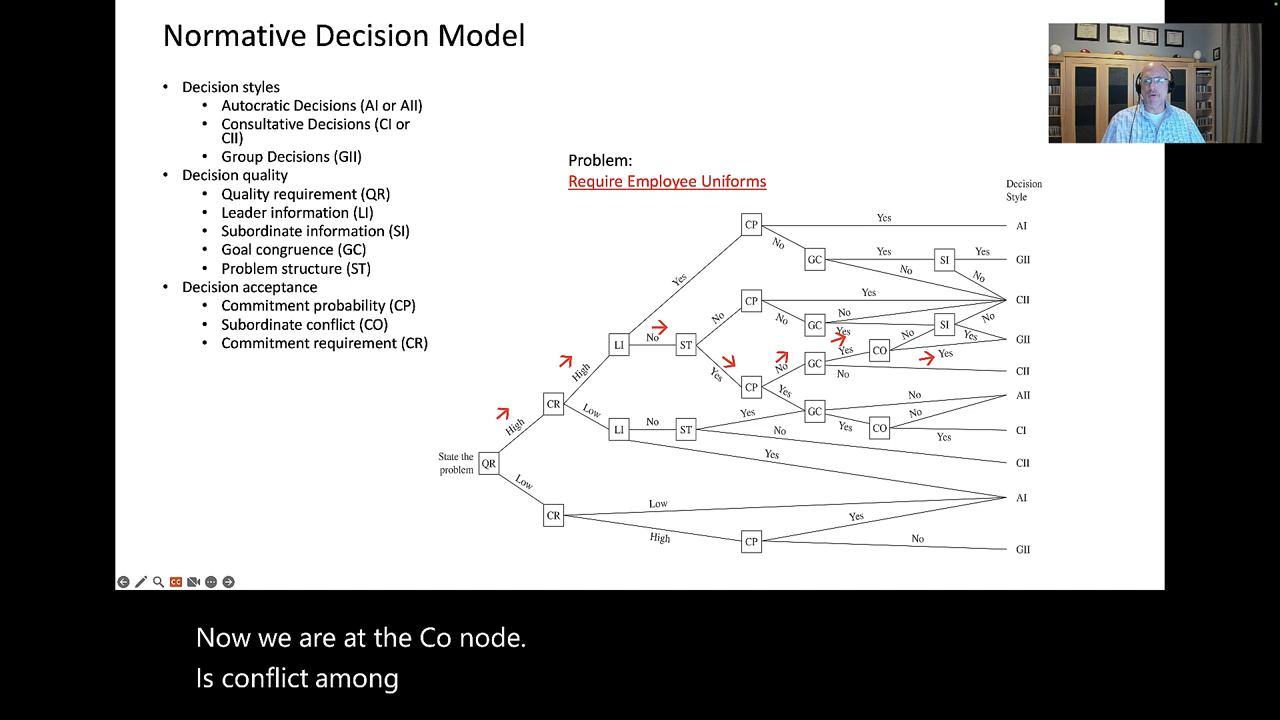 Normative Decision Model
• Decision styles
• Autocratic Decisions (AI or AII)
• Consultative Decisions (CI or
CII)
• Group Decisions (GII)
• Decision quality
• Quality requirement (QR)
• Leader information (LI)
• Subordinate information (SI)
• Goal congruence (GC)
• Problem structure (ST)
• Decision acceptance
• Commitment probability (CP)
• Subordinate conflict (CO)
• Commitment requirement (CR)
Problem:
Require Employee Uniforms
Decision
Style
CP Yes AI
No
GC Yes SI Yes GII
No No
Yes
CP Yes CII
No No
GC No
Yes SI No
Yes
LI No ST
No CO GII
Yes
GC Yes
Yes
No
No CII
High
Yes CP
Yes
No AII
CR
Low
GC No
Yes
LI No ST
Yes CO CI
Yes
No
High
CII
State the
problem
QR
Yes
Low
Low AI
CR
Yes
High CP No GII
CC
Now we are at the Co node.
Is conflict among